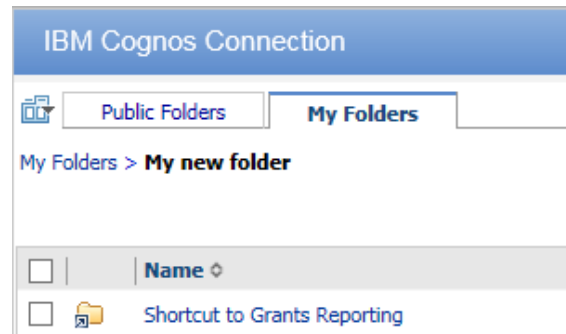 IBM Cognos Connection
Public Folders My Folders
My Folders > My new folder
Name
Shortcut to Grants Reporting